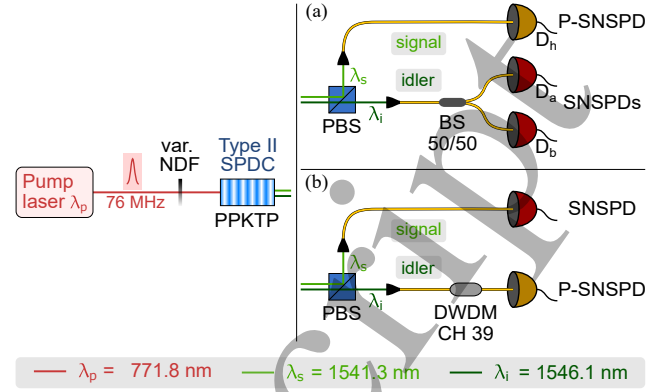 (a)
signal
P-SNSPD
D_h
λ_s
idler
D_a
SNSPDs
λ_i
PBS
BS
50/50
D_b
var.
NDF
Type II
SPDC
Pump
laser λ_p
76 MHz
PPKTP
(b)
SNSPD
signal
λ_s
idler
λ_i
P-SNSPD
PBS
DWDM
CH 39
λ_p = 771.8 nm
λ_s = 1541.3 nm
λ_i = 1546.1 nm